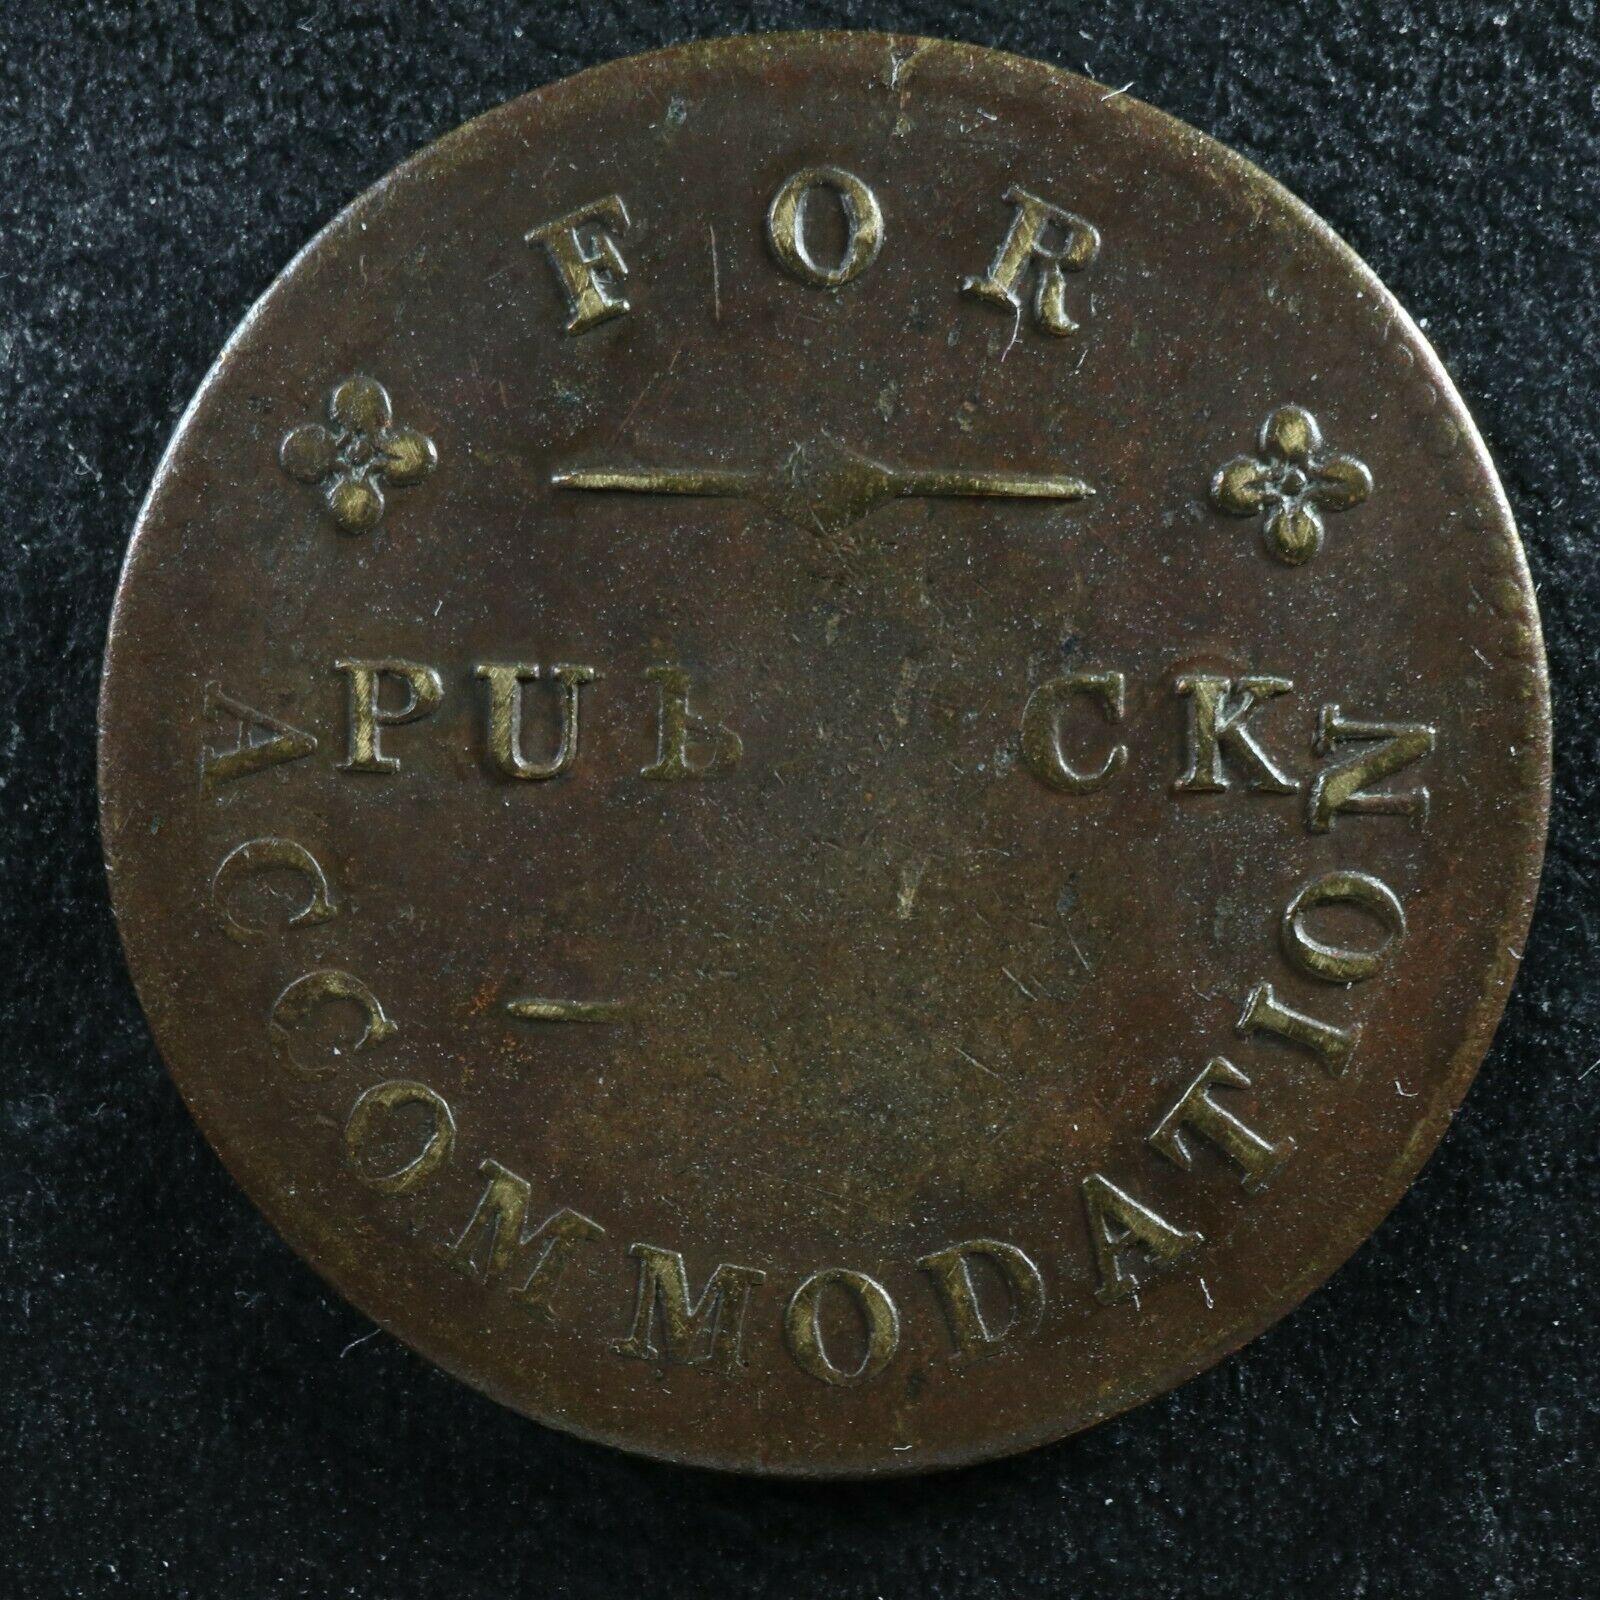 FOR
PUB CK
ACCOMMODATION